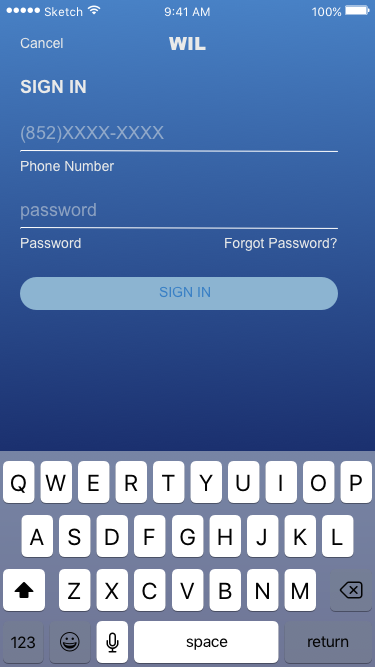 Sketch 9:41 AM 100%
Cancel WIL
SIGN IN
(852)XXXX-XXXX
Phone Number
password
Password Forgot Password?
SIGN IN
Q W E R T Y U I O P
A S D F G H J K L
Z X C V B N M
123 space return